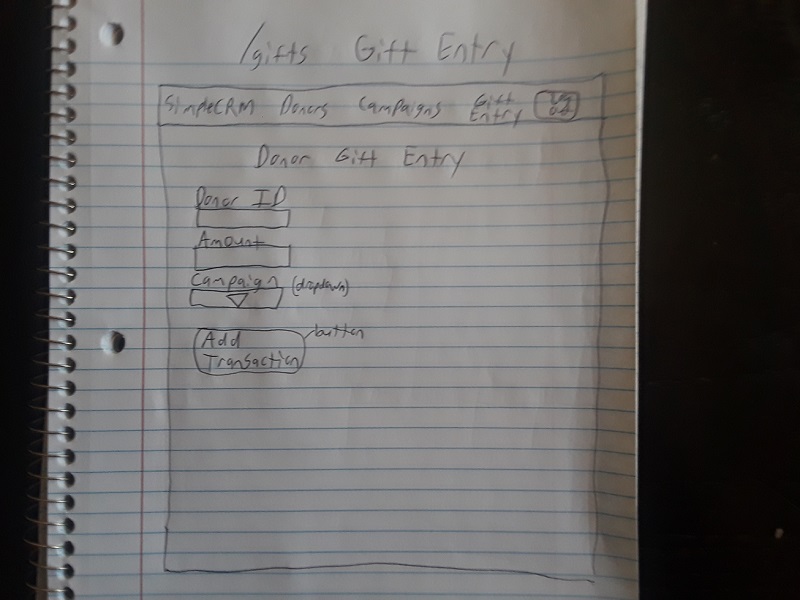 /gifts Gift Entry
SimpleCRM Donors Campaigns Gift Entry Log Out
Donor Gift Entry
Donor ID
Amount
Campaign (dropdown)
Add Transaction
button